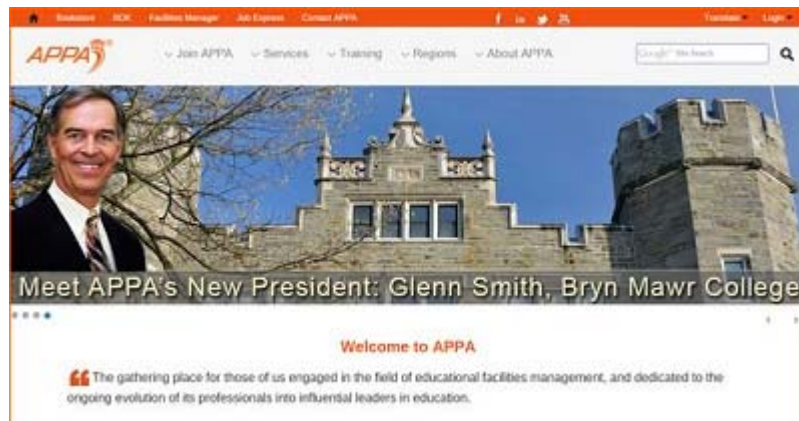 Bookstore BOK Facilities Manager Job Express Contact APPA Translate Login
APPA
Join APPA Services Training Regions About APPA Google Site Search
Meet APPA's New President: Glenn Smith, Bryn Mawr College
Welcome to APPA
The gathering place for those of us engaged in the field of educational facilities management, and dedicated to the
ongoing evolution of its professionals into influential leaders in education.